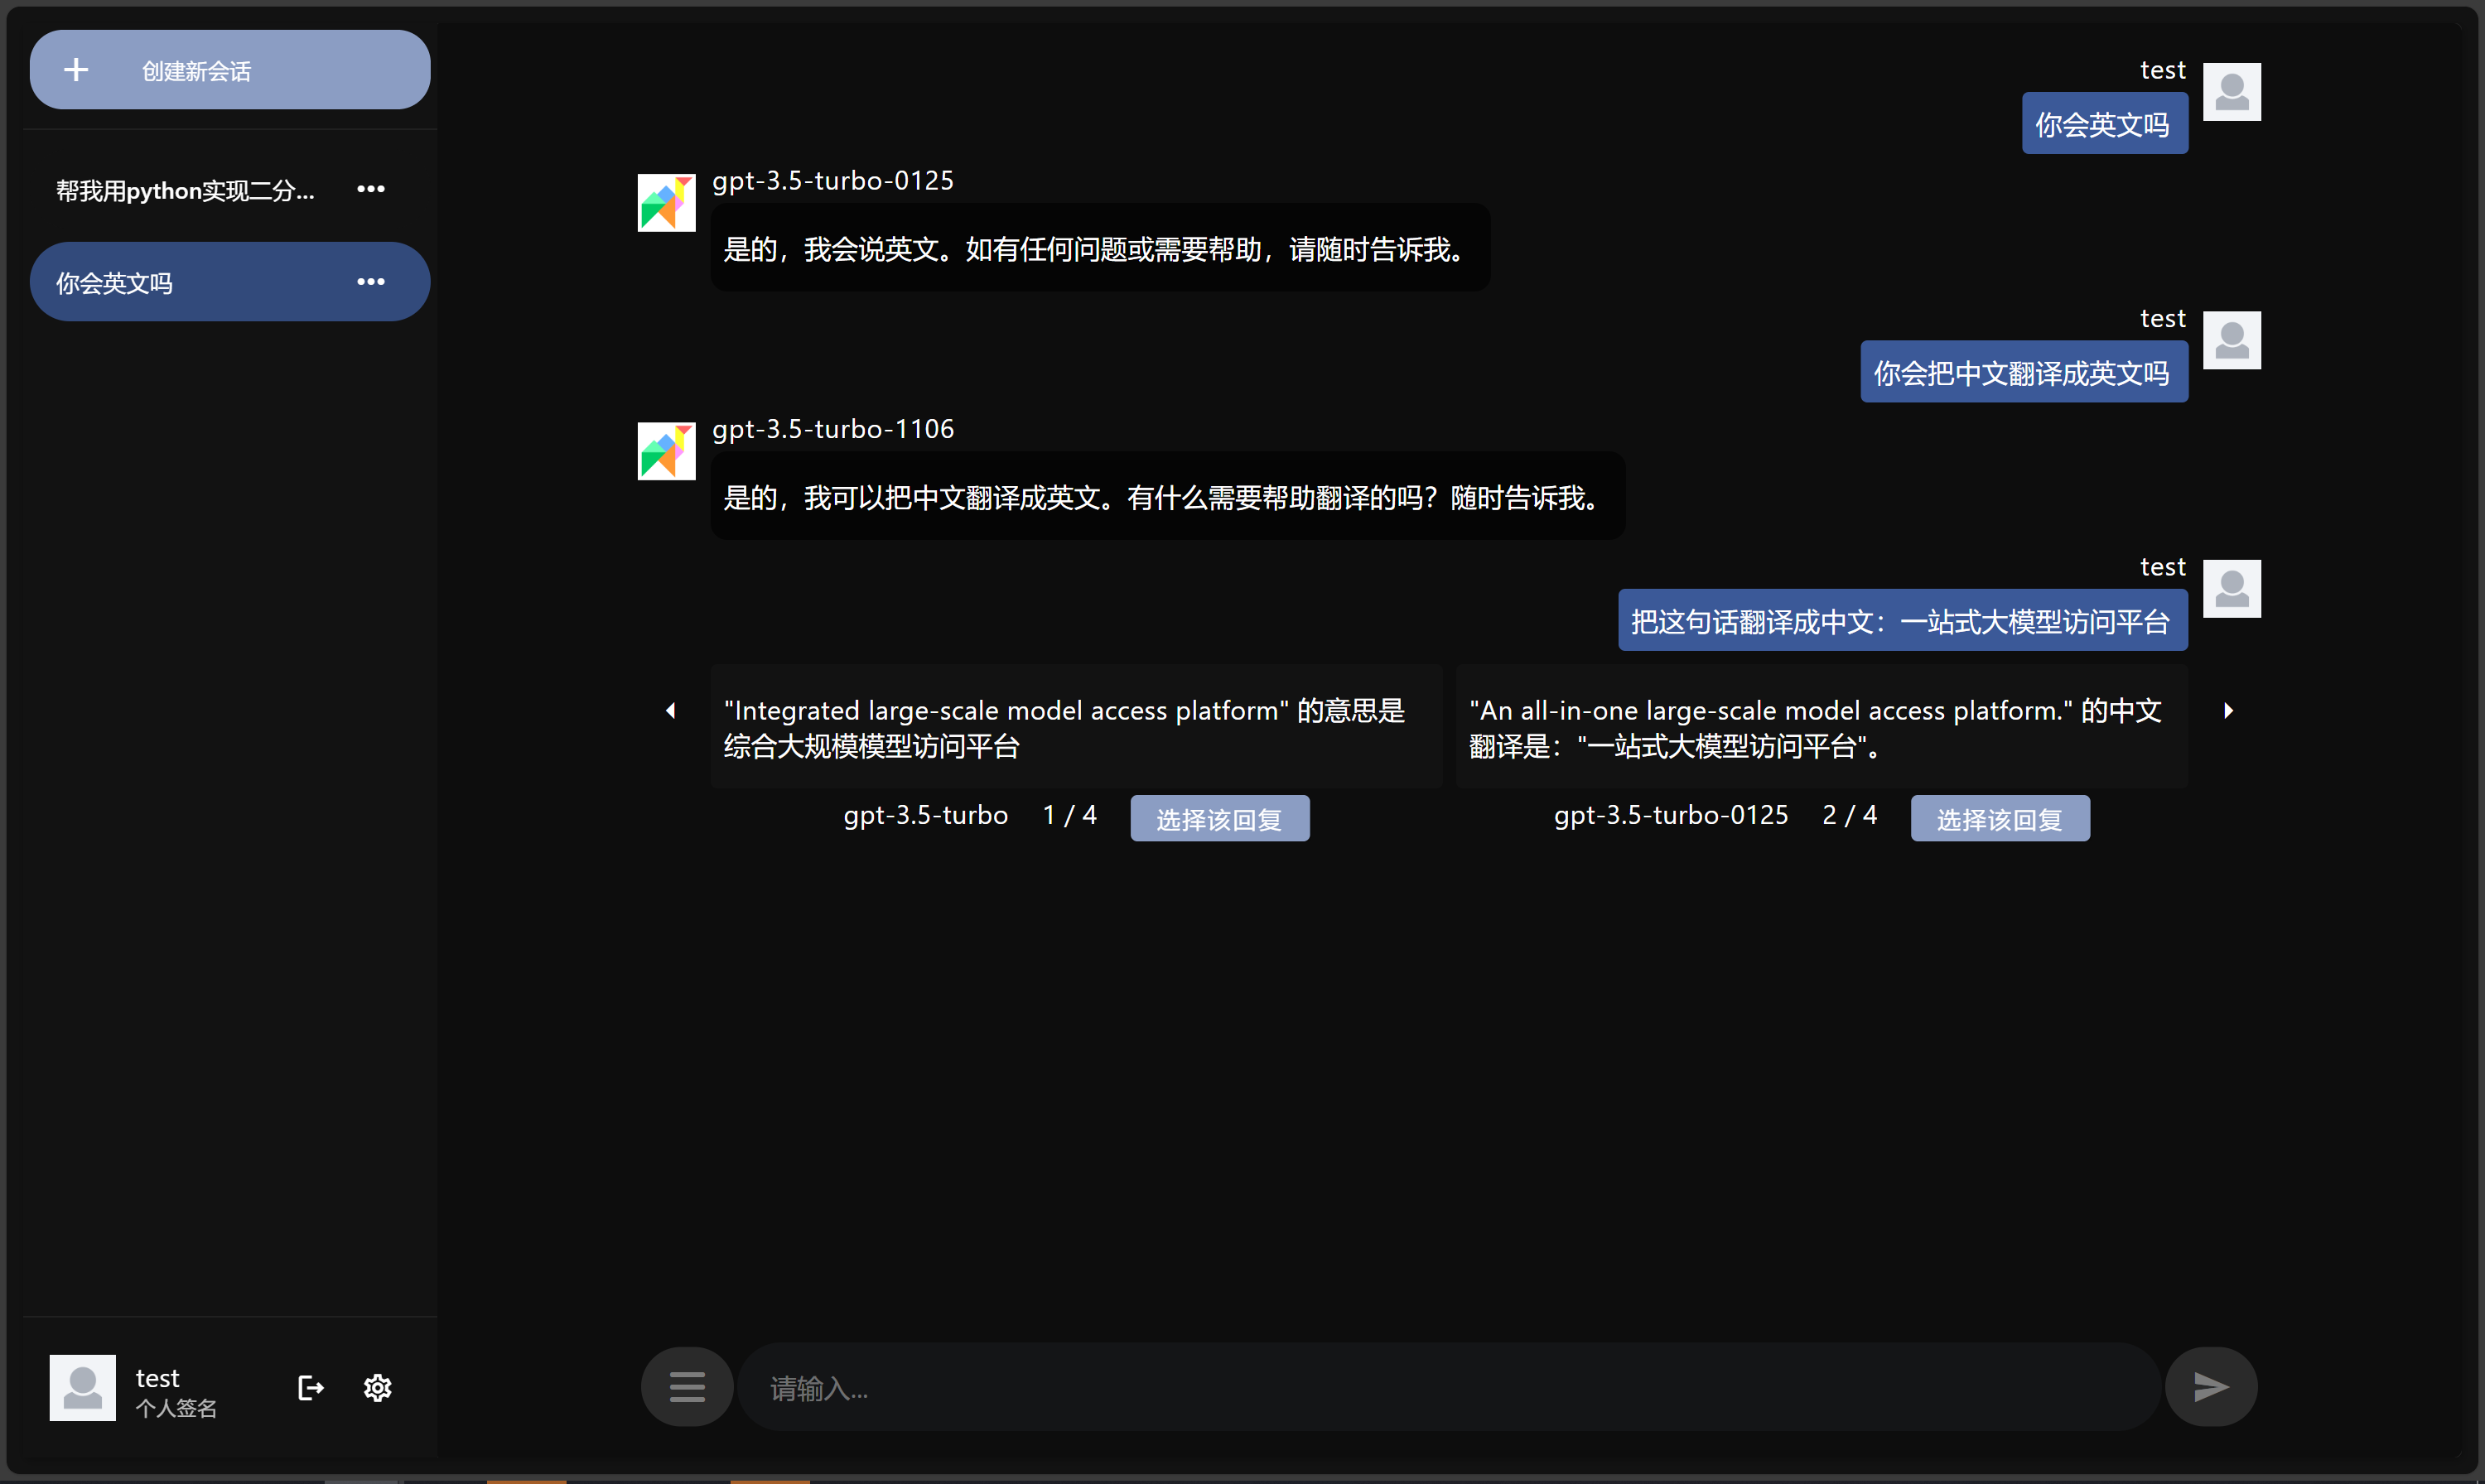 创建新会话
帮我用python实现二分...
你会英文吗
test
个人签名
test
你会英文吗
gpt-3.5-turbo-0125
是的，我会说英文。如有任何问题或需要帮助，请随时告诉我。
test
你会把中文翻译成英文吗
gpt-3.5-turbo-1106
是的，我可以把中文翻译成英文。有什么需要帮助翻译的吗？随时告诉我。
test
把这句话翻译成中文：一站式大模型访问平台
"Integrated large-scale model access platform" 的意思是
综合大规模模型访问平台
gpt-3.5-turbo 1 / 4 选择该回复
"An all-in-one large-scale model access platform." 的中文
翻译是："一站式大模型访问平台"。
gpt-3.5-turbo-0125 2 / 4 选择该回复
请输入...